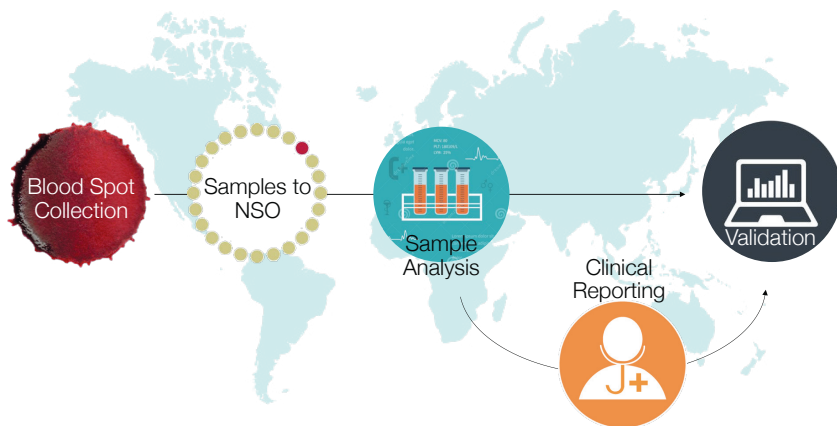 Blood Spot
Collection
Samples to
NSO
Sample
Analysis
Clinical
Reporting
J+
Validation